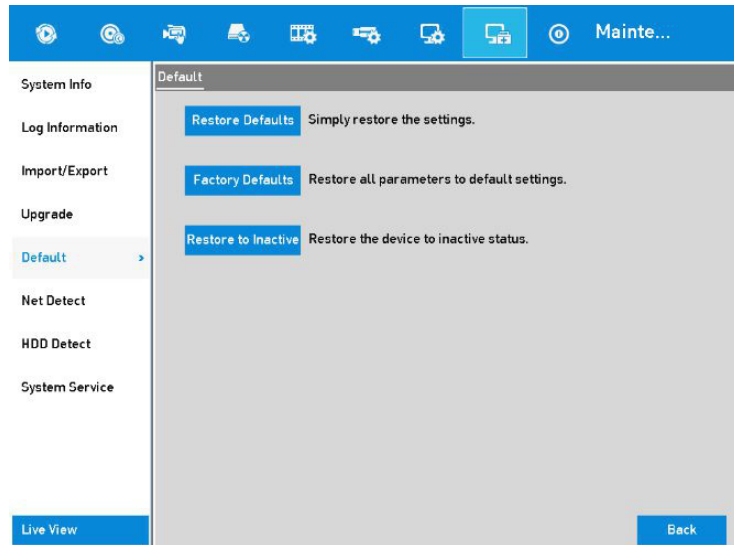 Mainte...
System Info
Log Information
Import/Export
Upgrade
Default
Net Detect
HDD Detect
System Service
Live View
Default
Restore Defaults Simply restore the settings.
Factory Defaults Restore all parameters to default settings.
Restore to Inactive Restore the device to inactive status.
Back